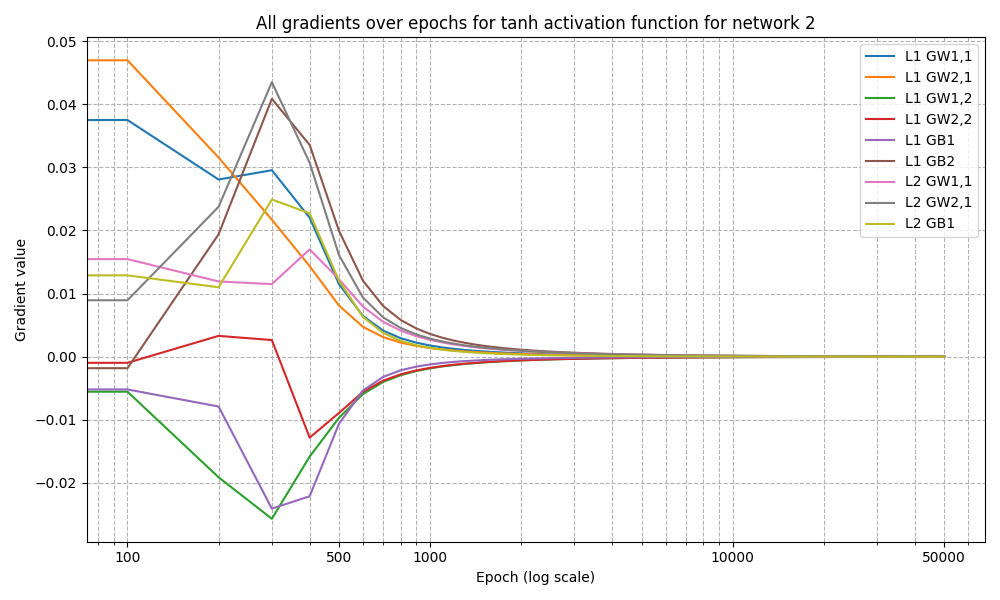 All gradients over epochs for tanh activation function for network 2
Gradient value
0.05
0.04
0.03
0.02
0.01
0.00
−0.01
−0.02
L1 GW1,1
L1 GW2,1
L1 GW1,2
L1 GW2,2
L1 GB1
L1 GB2
L2 GW1,1
L2 GW2,1
L2 GB1
100 500 1000 10000 50000
Epoch (log scale)